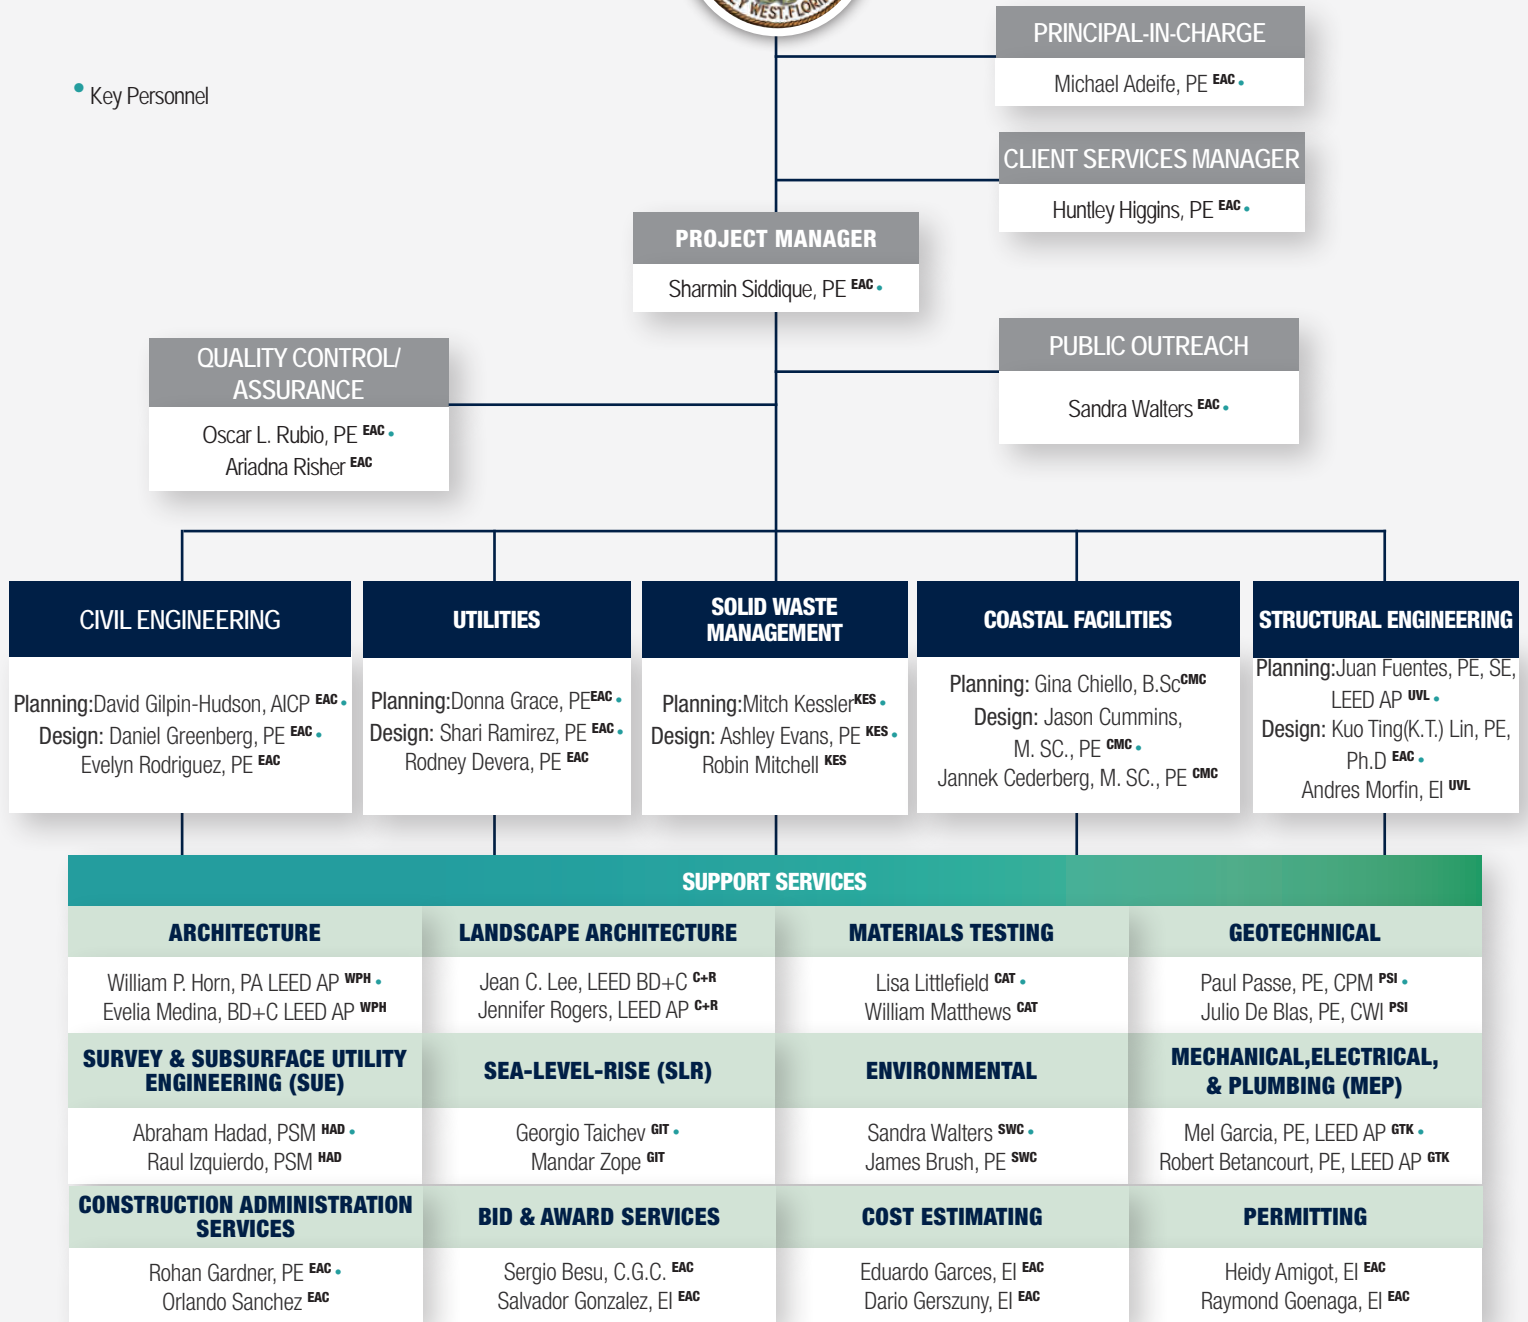 KEY WEST, FLORI
PRINCIPAL-IN-CHARGE
Michael Adeife, PE EAC •
• Key Personnel
CLIENT SERVICES MANAGER
Huntley Higgins, PE EAC •
PROJECT MANAGER
Sharmin Siddique, PE EAC •
PUBLIC OUTREACH
Sandra Walters EAC •
QUALITY CONTROL/
ASSURANCE
Oscar L. Rubio, PE EAC •
Ariadna Risher EAC
CIVIL ENGINEERING
Planning:David Gilpin-Hudson, AICP EAC •
Design: Daniel Greenberg, PE EAC •
Evelyn Rodriguez, PE EAC
UTILITIES
Planning:Donna Grace, PEEAC •
Design: Shari Ramirez, PE EAC •
Rodney Devera, PE EAC
SOLID WASTE
MANAGEMENT
Planning:Mitch KesslerKES •
Design: Ashley Evans, PE KES •
Robin Mitchell KES
COASTAL FACILITIES
Planning: Gina Chiello, B.ScCMC
Design: Jason Cummins,
M. SC., PE CMC •
Jannek Cederberg, M. SC., PE CMC
STRUCTURAL ENGINEERING
Planning:Juan Fuentes, PE, SE,
LEED AP UVL •
Design: Kuo Ting(K.T.) Lin, PE,
Ph.D EAC •
Andres Morfin, EI UVL
SUPPORT SERVICES
ARCHITECTURE
William P. Horn, PA LEED AP WPH •
Evelia Medina, BD+C LEED AP WPH
LANDSCAPE ARCHITECTURE
Jean C. Lee, LEED BD+C C+R
Jennifer Rogers, LEED AP C+R
MATERIALS TESTING
Lisa Littlefield CAT •
William Matthews CAT
GEOTECHNICAL
Paul Passe, PE, CPM PSI •
Julio De Blas, PE, CWI PSI
SURVEY & SUBSURFACE UTILITY
ENGINEERING (SUE)
Abraham Hadad, PSM HAD •
Raul Izquierdo, PSM HAD
SEA-LEVEL-RISE (SLR)
Georgio Taichev GIT •
Mandar Zope GIT
ENVIRONMENTAL
Sandra Walters SWC •
James Brush, PE SWC
MECHANICAL,ELECTRICAL,
& PLUMBING (MEP)
Mel Garcia, PE, LEED AP GTK •
Robert Betancourt, PE, LEED AP GTK
CONSTRUCTION ADMINISTRATION
SERVICES
Rohan Gardner, PE EAC •
Orlando Sanchez EAC
BID & AWARD SERVICES
Sergio Besu, C.G.C. EAC
Salvador Gonzalez, EI EAC
COST ESTIMATING
Eduardo Garces, EI EAC
Dario Gerszuny, EI EAC
PERMITTING
Heidy Amigot, EI EAC
Raymond Goenaga, EI EAC